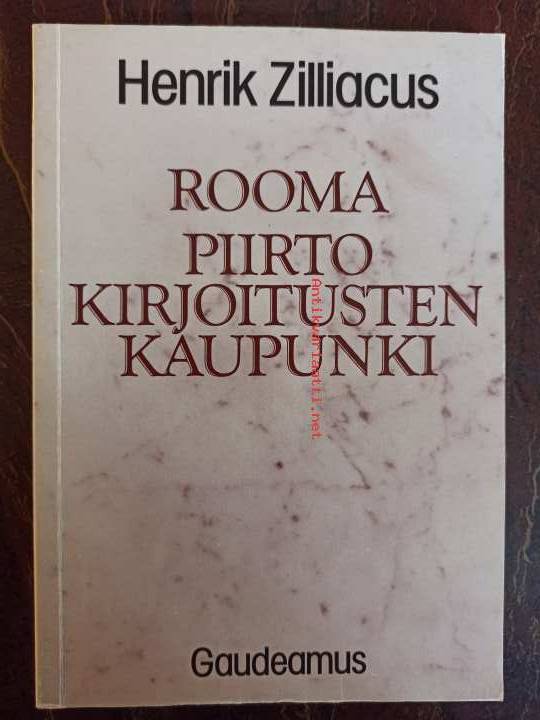 Henrik Zilliacus
ROOMA
PIIRTO
KIRJOITUSTEN
KAUPUNKI
Antikvariaatti.net
Gaudeamus